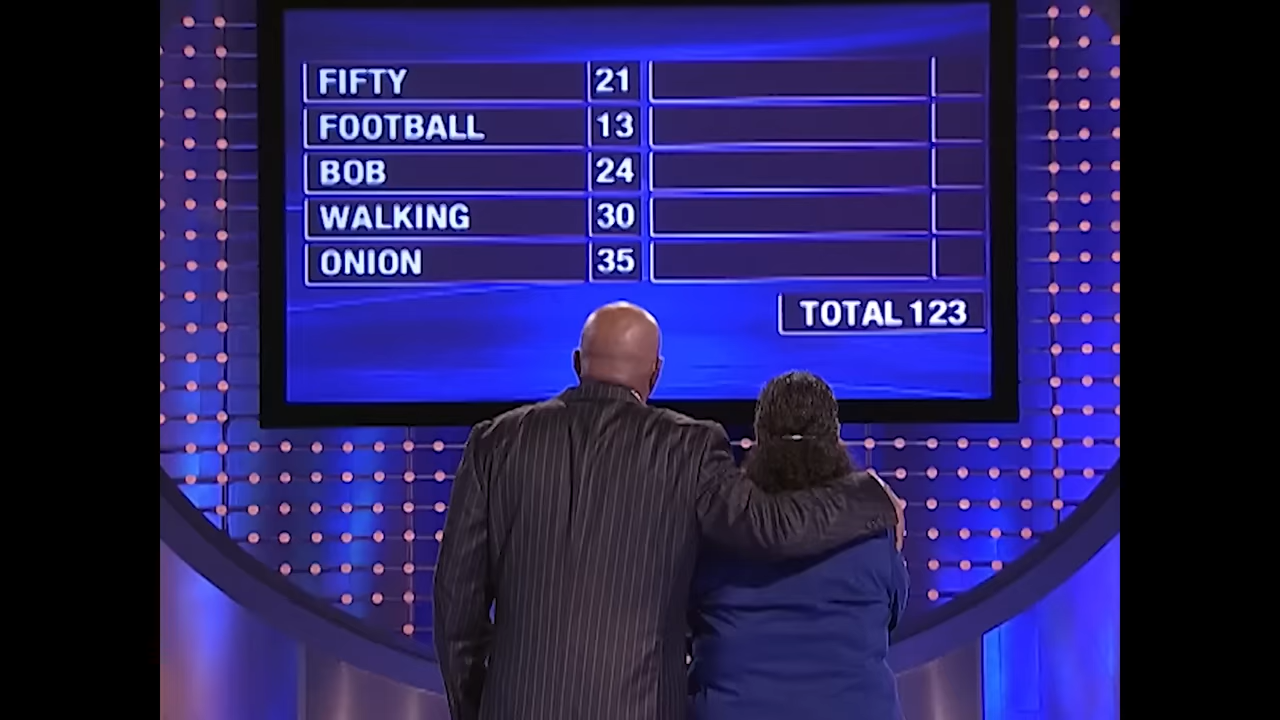 FIFTY 21
FOOTBALL 13
BOB 24
WALKING 30
ONION 35
TOTAL 123